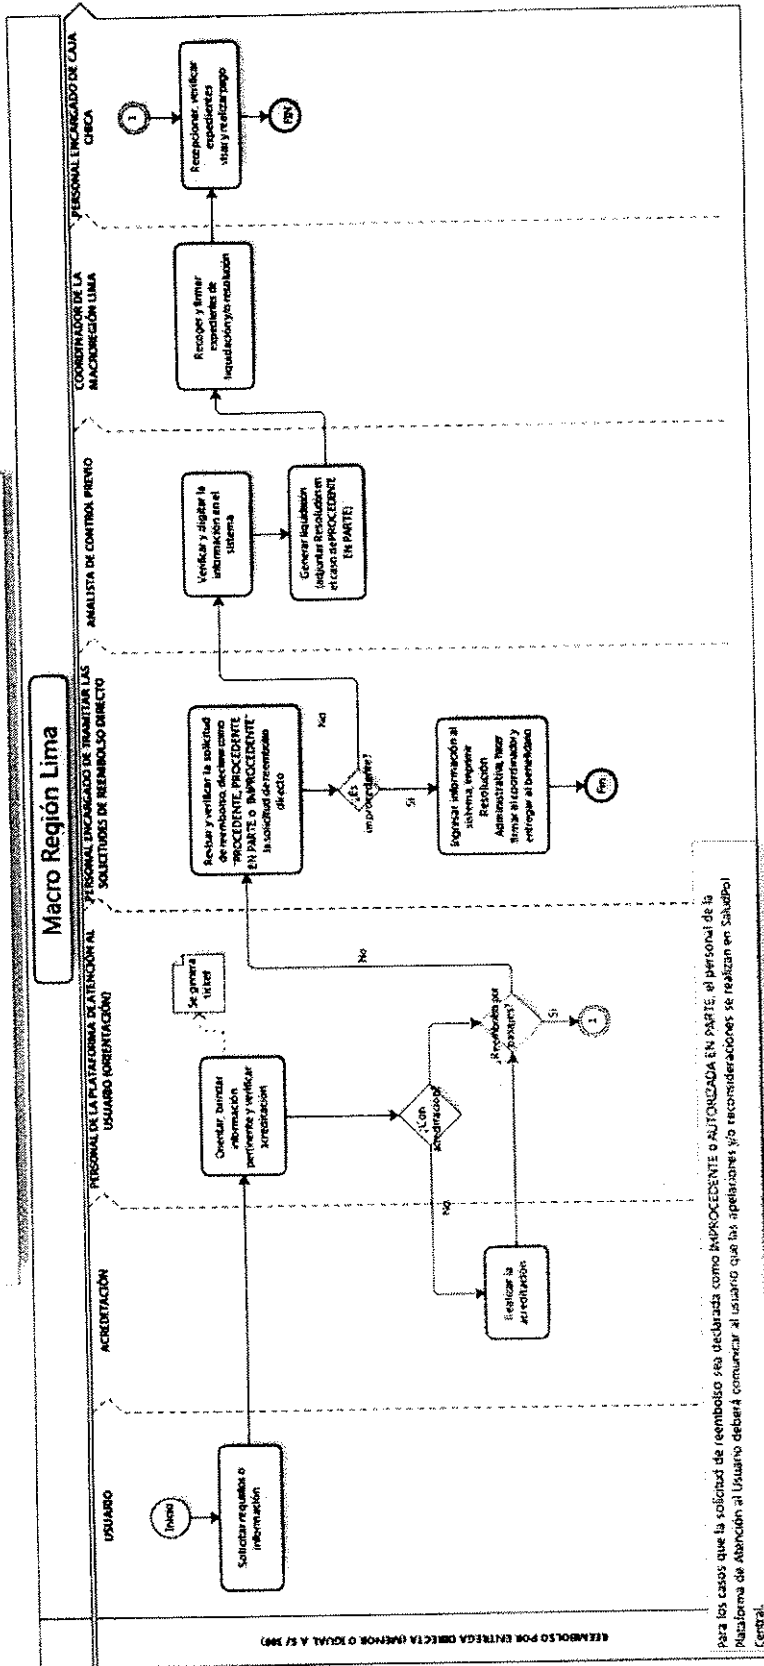 Macro Región Lima
REEMBOLSO POR ENTREGA DIRECTA (MENOR O IGUAL A S/
USUARIO
Inicio
Solicitar requisitos o
información
ACREDETACIÓN
Realizar la
acreditación
PERSONAL DE LA PLATAFORMA DE ATENCIÓN AL
USUARIO (ORIENTACIÓN)
Se genera
ticket
Orientar, brindar
información
pertinente y verificar
acreditación
¿Con
acreditación?
No
¿Reembolso por
No
Si
1
PERSONAL ENCARGADO DE TRAMITAR LAS
SOLICITUDES DE REEMBOLSO DIRECTO
Revisar y verificar la solicitud
de reembolso, declarar como
"PROCEDENTE, PROCEDENTE
EN PARTE o IMPROCEDENTE"
la solicitud de reembolso
directo
¿Es
improcedente?
No
Si
Ingresar información al
sistema, imprimir
Resolución
Administrativa, hacer
firmar al coordinador y
entregar al beneficiario
Fin
ANALISTA DE CONTROL PREVIO
Verificar y digitar la
información en el
sistema
Generar liquidación
(adjuntar Resolución en
el caso de PROCEDENTE
EN PARTE)
COORDINADOR DE LA
MACROREGIÓN LIMA
Recoger y firmar
expedientes de
liquidación y/o resolución
PERSONAL ENCARGADO DE CAJA
CHICA
1
Recepcionar, verificar
expedientes
visar y realizar pago
FIN
Para los casos que la solicitud de reembolso sea declarada como IMPROCEDENTE o AUTORIZADA EN PARTE, el personal de la
Plataforma de Atención al Usuario deberá comunicar al usuario que las apelaciones y/o reconsideraciones se realizan en SaludPol
Central.